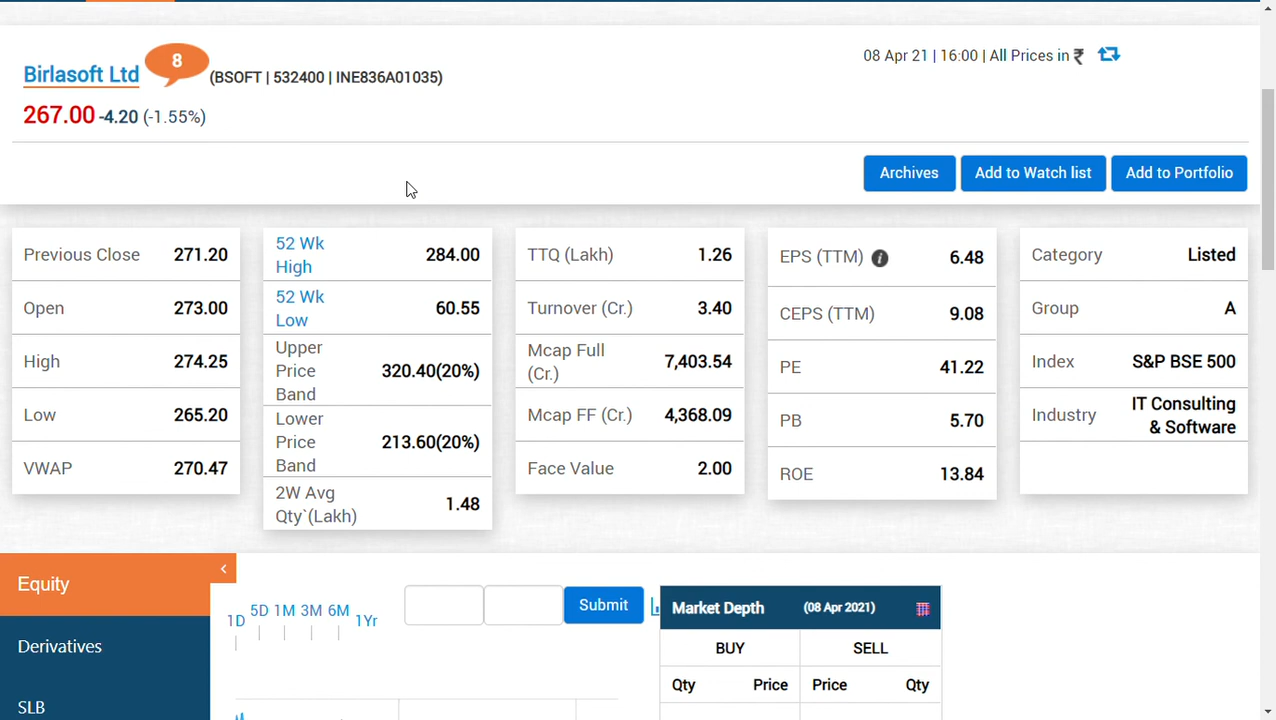 Birlasoft Ltd
8
(BSOFT | 532400 | INE836A01035)
08 Apr 21 | 16:00 | All Prices in ₹
267.00 -4.20 (-1.55%)
Archives
Add to Watch list
Add to Portfolio
Previous Close 271.20
Open 273.00
High 274.25
Low 265.20
VWAP 270.47
52 Wk
High
284.00
52 Wk
Low
60.55
Upper
Price
Band
320.40(20%)
Lower
Price
Band
213.60(20%)
2W Avg
Qty`(Lakh)
1.48
TTQ (Lakh) 1.26
Turnover (Cr.) 3.40
Mcap Full
(Cr.)
7,403.54
Mcap FF (Cr.) 4,368.09
Face Value 2.00
EPS (TTM) i 6.48
CEPS (TTM) 9.08
PE 41.22
PB 5.70
ROE 13.84
Category Listed
Group A
Index S&P BSE 500
Industry
IT Consulting
& Software
Equity
<
Derivatives
SLB
1D 5D 1M 3M 6M 1Yr
Submit
Market Depth (08 Apr 2021)
BUY SELL
Qty Price Price Qty